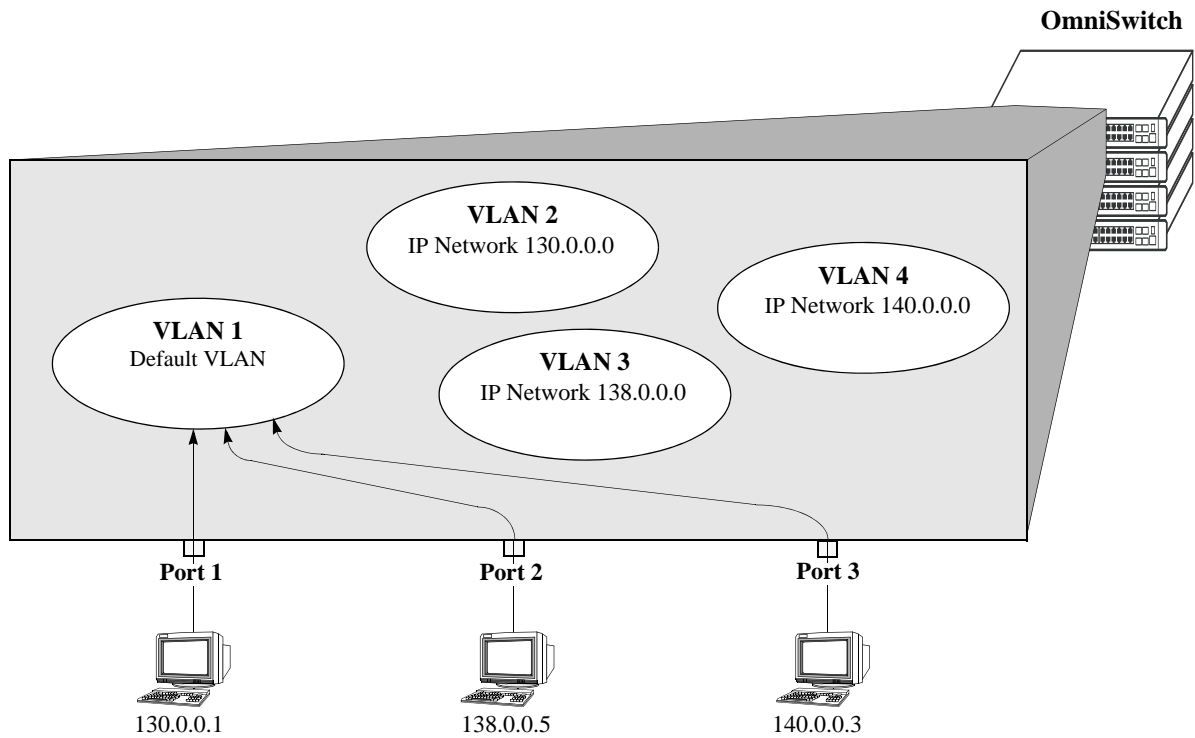 OmniSwitch
VLAN 2
IP Network 130.0.0.0
VLAN 4
IP Network 140.0.0.0
VLAN 1
Default VLAN
VLAN 3
IP Network 138.0.0.0
Port 1
Port 2
Port 3
130.0.0.1
138.0.0.5
140.0.0.3